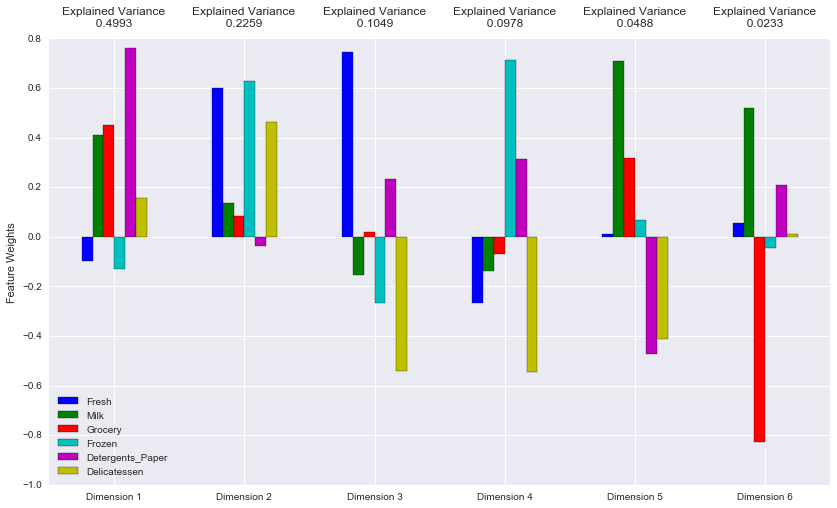 Explained Variance Explained Variance Explained Variance Explained Variance Explained Variance Explained Variance
0.4993 0.2259 0.1049 0.0978 0.0488 0.0233
0.8
0.6
0.4
0.2
0.0
−0.2
−0.4
−0.6
−0.8
−1.0
Feature Weights
Fresh
Milk
Grocery
Frozen
Detergents_Paper
Delicatessen
Dimension 1 Dimension 2 Dimension 3 Dimension 4 Dimension 5 Dimension 6